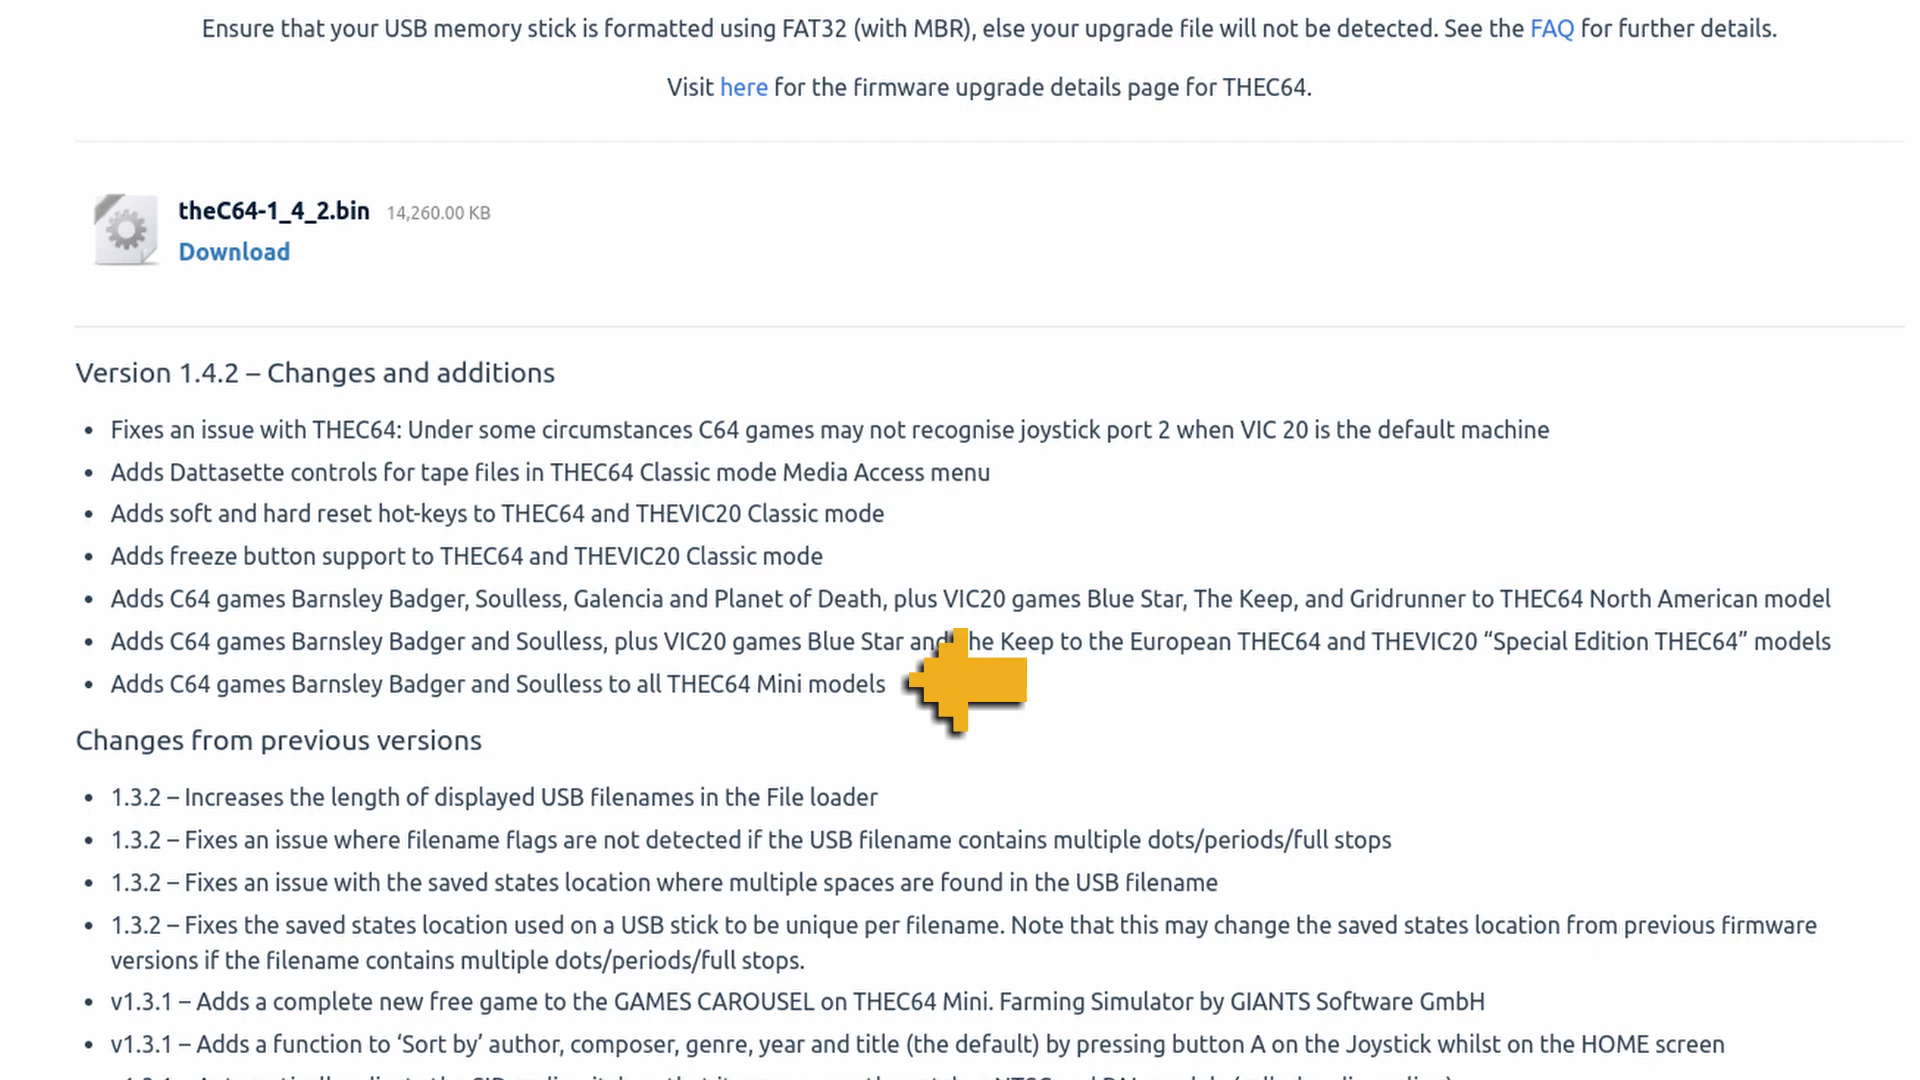 Ensure that your USB memory stick is formatted using FAT32 (with MBR), else your upgrade file will not be detected. See the FAQ for further details.
Visit here for the firmware upgrade details page for THEC64.
theC64-1_4_2.bin 14,260.00 KB
Download
Version 1.4.2 – Changes and additions
• Fixes an issue with THEC64: Under some circumstances C64 games may not recognise joystick port 2 when VIC 20 is the default machine
• Adds Dattasette controls for tape files in THEC64 Classic mode Media Access menu
• Adds soft and hard reset hot-keys to THEC64 and THEVIC20 Classic mode
• Adds freeze button support to THEC64 and THEVIC20 Classic mode
• Adds C64 games Barnsley Badger, Soulless, Galencia and Planet of Death, plus VIC20 games Blue Star, The Keep, and Gridrunner to THEC64 North American model
• Adds C64 games Barnsley Badger and Soulless, plus VIC20 games Blue Star and The Keep to the European THEC64 and THEVIC20 “Special Edition THEC64” models
• Adds C64 games Barnsley Badger and Soulless to all THEC64 Mini models
Changes from previous versions
• 1.3.2 – Increases the length of displayed USB filenames in the File loader
• 1.3.2 – Fixes an issue where filename flags are not detected if the USB filename contains multiple dots/periods/full stops
• 1.3.2 – Fixes an issue with the saved states location where multiple spaces are found in the USB filename
• 1.3.2 – Fixes the saved states location used on a USB stick to be unique per filename. Note that this may change the saved states location from previous firmware
versions if the filename contains multiple dots/periods/full stops.
• v1.3.1 – Adds a complete new free game to the GAMES CAROUSEL on THEC64 Mini. Farming Simulator by GIANTS Software GmbH
• v1.3.1 – Adds a function to ‘Sort by’ author, composer, genre, year and title (the default) by pressing button A on the Joystick whilst on the HOME screen